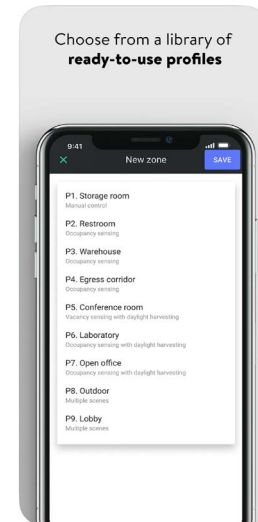 Choose from a library of
ready-to-use profiles
9:41
New zone
SAVE
P1. Storage room
Manual control
P2. Restroom
Occupancy sensing
P3. Warehouse
Occupancy sensing
P4. Egress corridor
Occupancy sensing
P5. Conference room
Vacancy sensing with daylight harvesting
P6. Laboratory
Occupancy sensing with daylight harvesting
P7. Open office
Occupancy sensing with daylight harvesting
P8. Outdoor
Multiple scenes
P9. Lobby
Multiple scenes